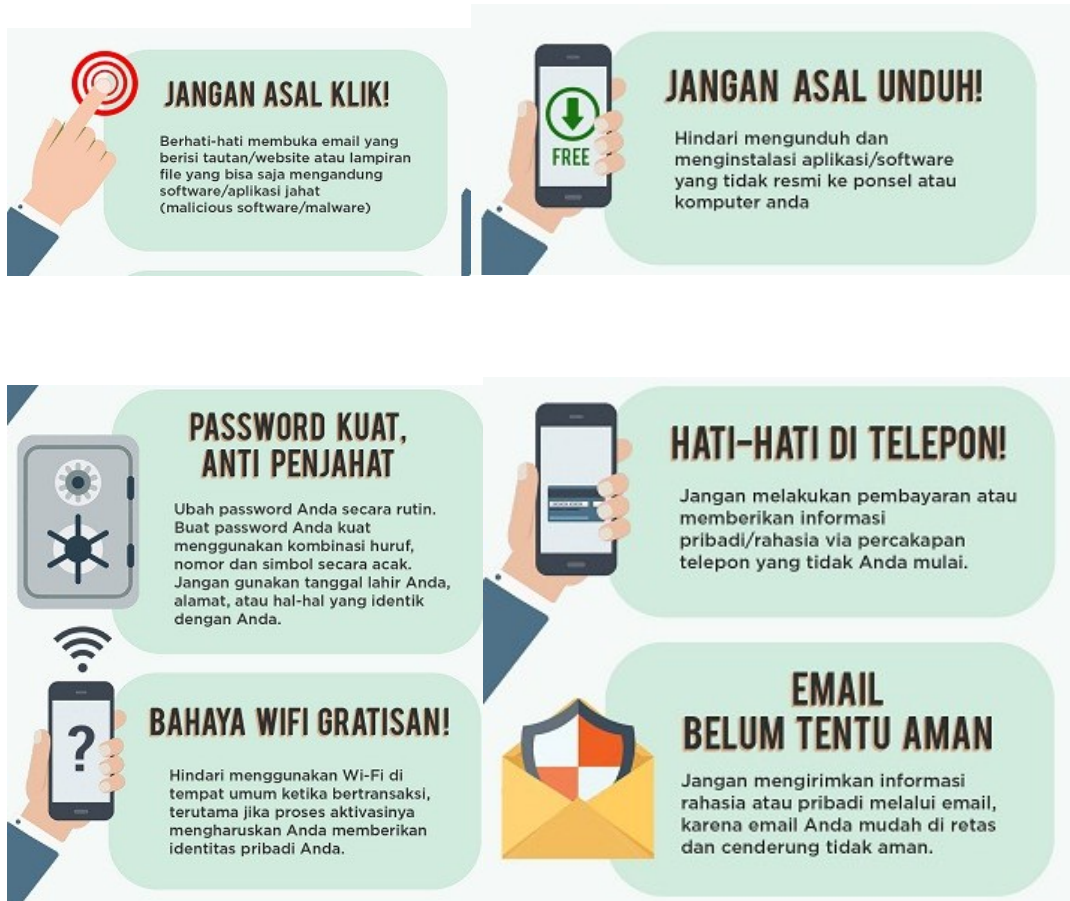 JANGAN ASAL KLIK!
Berhati-hati membuka email yang
berisi tautan/website atau lampiran
file yang bisa saja mengandung
software/aplikasi jahat
(malicious software/malware)
JANGAN ASAL UNDUH!
FREE
Hindari mengunduh dan
menginstalasi aplikasi/software
yang tidak resmi ke ponsel atau
komputer anda
PASSWORD KUAT,
ANTI PENJAHAT
Ubah password Anda secara rutin.
Buat password Anda kuat
menggunakan kombinasi huruf,
nomor dan simbol secara acak.
Jangan gunakan tanggal lahir Anda,
alamat, atau hal-hal yang identik
dengan Anda.
HATI-HATI DI TELEPON!
Jangan melakukan pembayaran atau
memberikan informasi
pribadi/rahasia via percakapan
telepon yang tidak Anda mulai.
?
BAHAYA WIFI GRATISAN!
Hindari menggunakan Wi-Fi di
tempat umum ketika bertransaksi,
terutama jika proses aktivasinya
mengharuskan Anda memberikan
identitas pribadi Anda.
EMAIL
BELUM TENTU AMAN
Jangan mengirimkan informasi
rahasia atau pribadi melalui email,
karena email Anda mudah di retas
dan cenderung tidak aman.